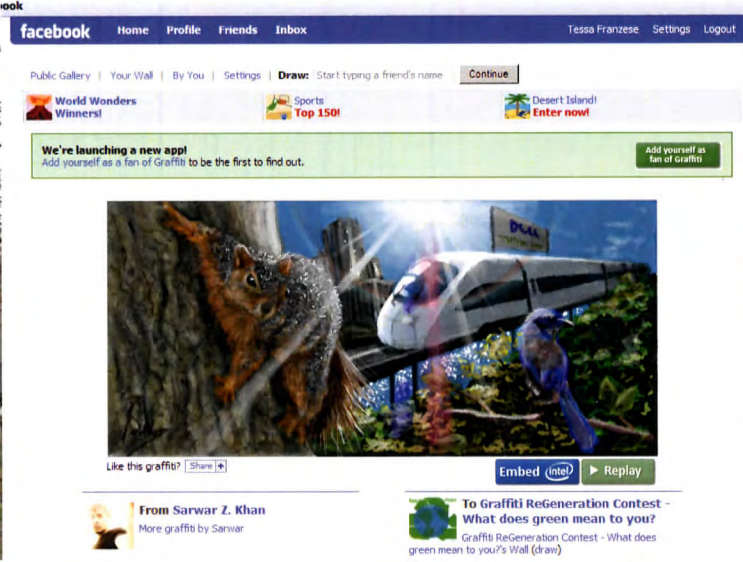 ook
facebook Home Profile Friends Inbox Tessa Franzese Settings Logout
Public Gallery | Your Wall | By You | Settings | Draw: Start typing a friend's name Continue
World Wonders
Winners!
Sports
Top 150!
Desert Island!
Enter now!
We're launching a new app!
Add yourself as a fan of Graffiti to be the first to find out.
Add yourself as
fan of Graffiti
DELL
Like this graffiti? Share +
Embed (intel) Replay
From Sarwar Z. Khan
More graffiti by Sarwar
To Graffiti ReGeneration Contest -
What does green mean to you?
Graffiti ReGeneration Contest - What does
green mean to you?'s Wall (draw)